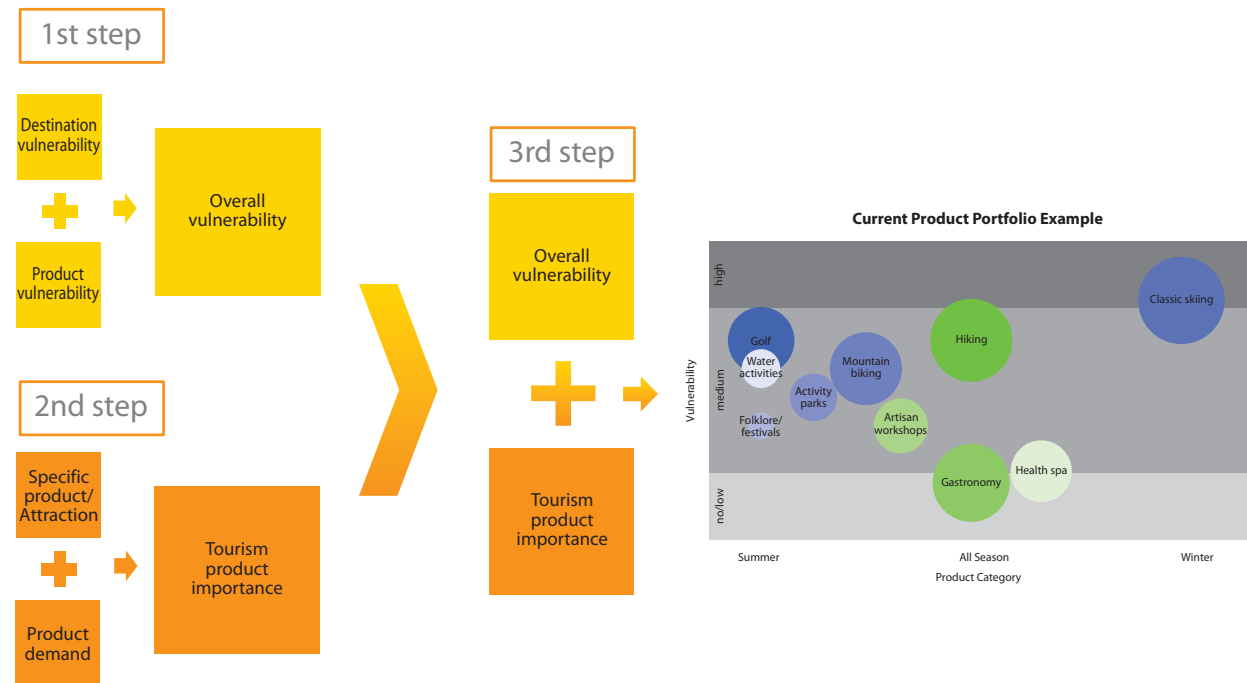 1st step
Destination
vulnerability
Product
vulnerability
Overall
vulnerability
2nd step
Specific
product/
Attraction
Product
demand
Tourism
product
importance
3rd step
Overall
vulnerability
Tourism
product
importance
Current Product Portfolio Example
Vulnerability
high
medium
no/low
Classic skiing
Golf
Water
activities
Hiking
Mountain
biking
Activity
parks
Folklore/
festivals
Artisan
workshops
Gastronomy
Health spa
Summer
All Season
Winter
Product Category